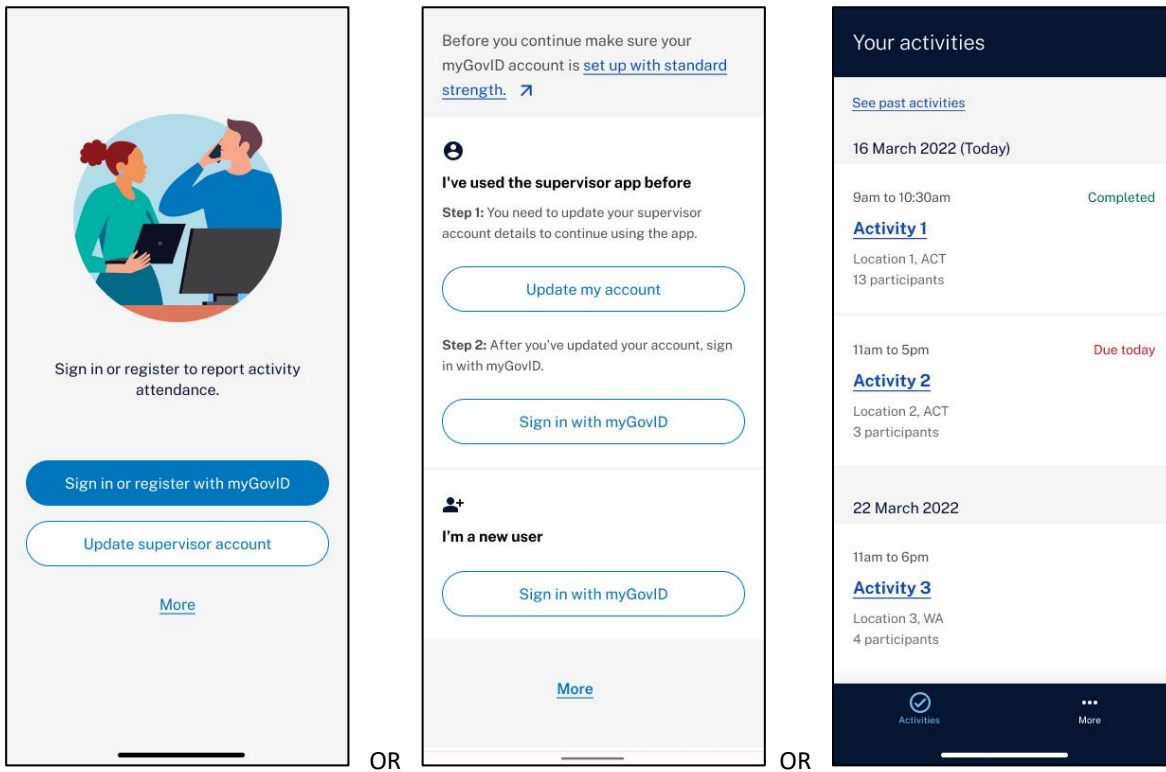 Sign in or register to report activity
attendance.
Sign in or register with myGovID
Update supervisor account
More
OR
Before you continue make sure your
myGovID account is set up with standard
strength.
I've used the supervisor app before
Step 1: You need to update your supervisor
account details to continue using the app.
Update my account
Step 2: After you've updated your account, sign
in with myGovID.
Sign in with myGovID
I'm a new user
Sign in with myGovID
More
OR
Your activities
See past activities
16 March 2022 (Today)
9am to 10:30am Completed
Activity 1
Location 1, ACT
13 participants
11am to 5pm Due today
Activity 2
Location 2, ACT
3 participants
22 March 2022
11am to 6pm
Activity 3
Location 3, WA
4 participants
Activities More